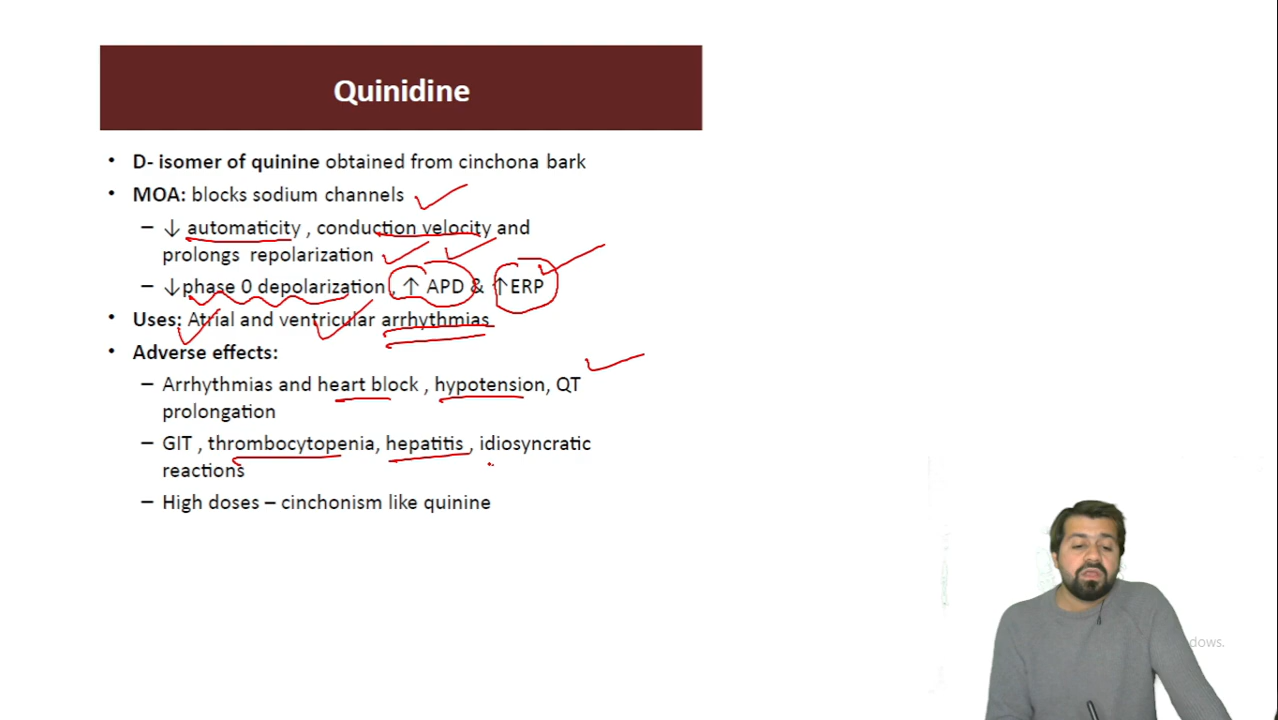 Quinidine
• D- isomer of quinine obtained from cinchona bark
• MOA: blocks sodium channels
– ↓ automaticity , conduction velocity and
prolongs repolarization
– ↓phase 0 depolarization , ↑ APD & ↑ERP
• Uses: Atrial and ventricular arrhythmias
• Adverse effects:
– Arrhythmias and heart block , hypotension, QT
prolongation
– GIT , thrombocytopenia, hepatitis , idiosyncratic
reactions
– High doses – cinchonism like quinine
dows.